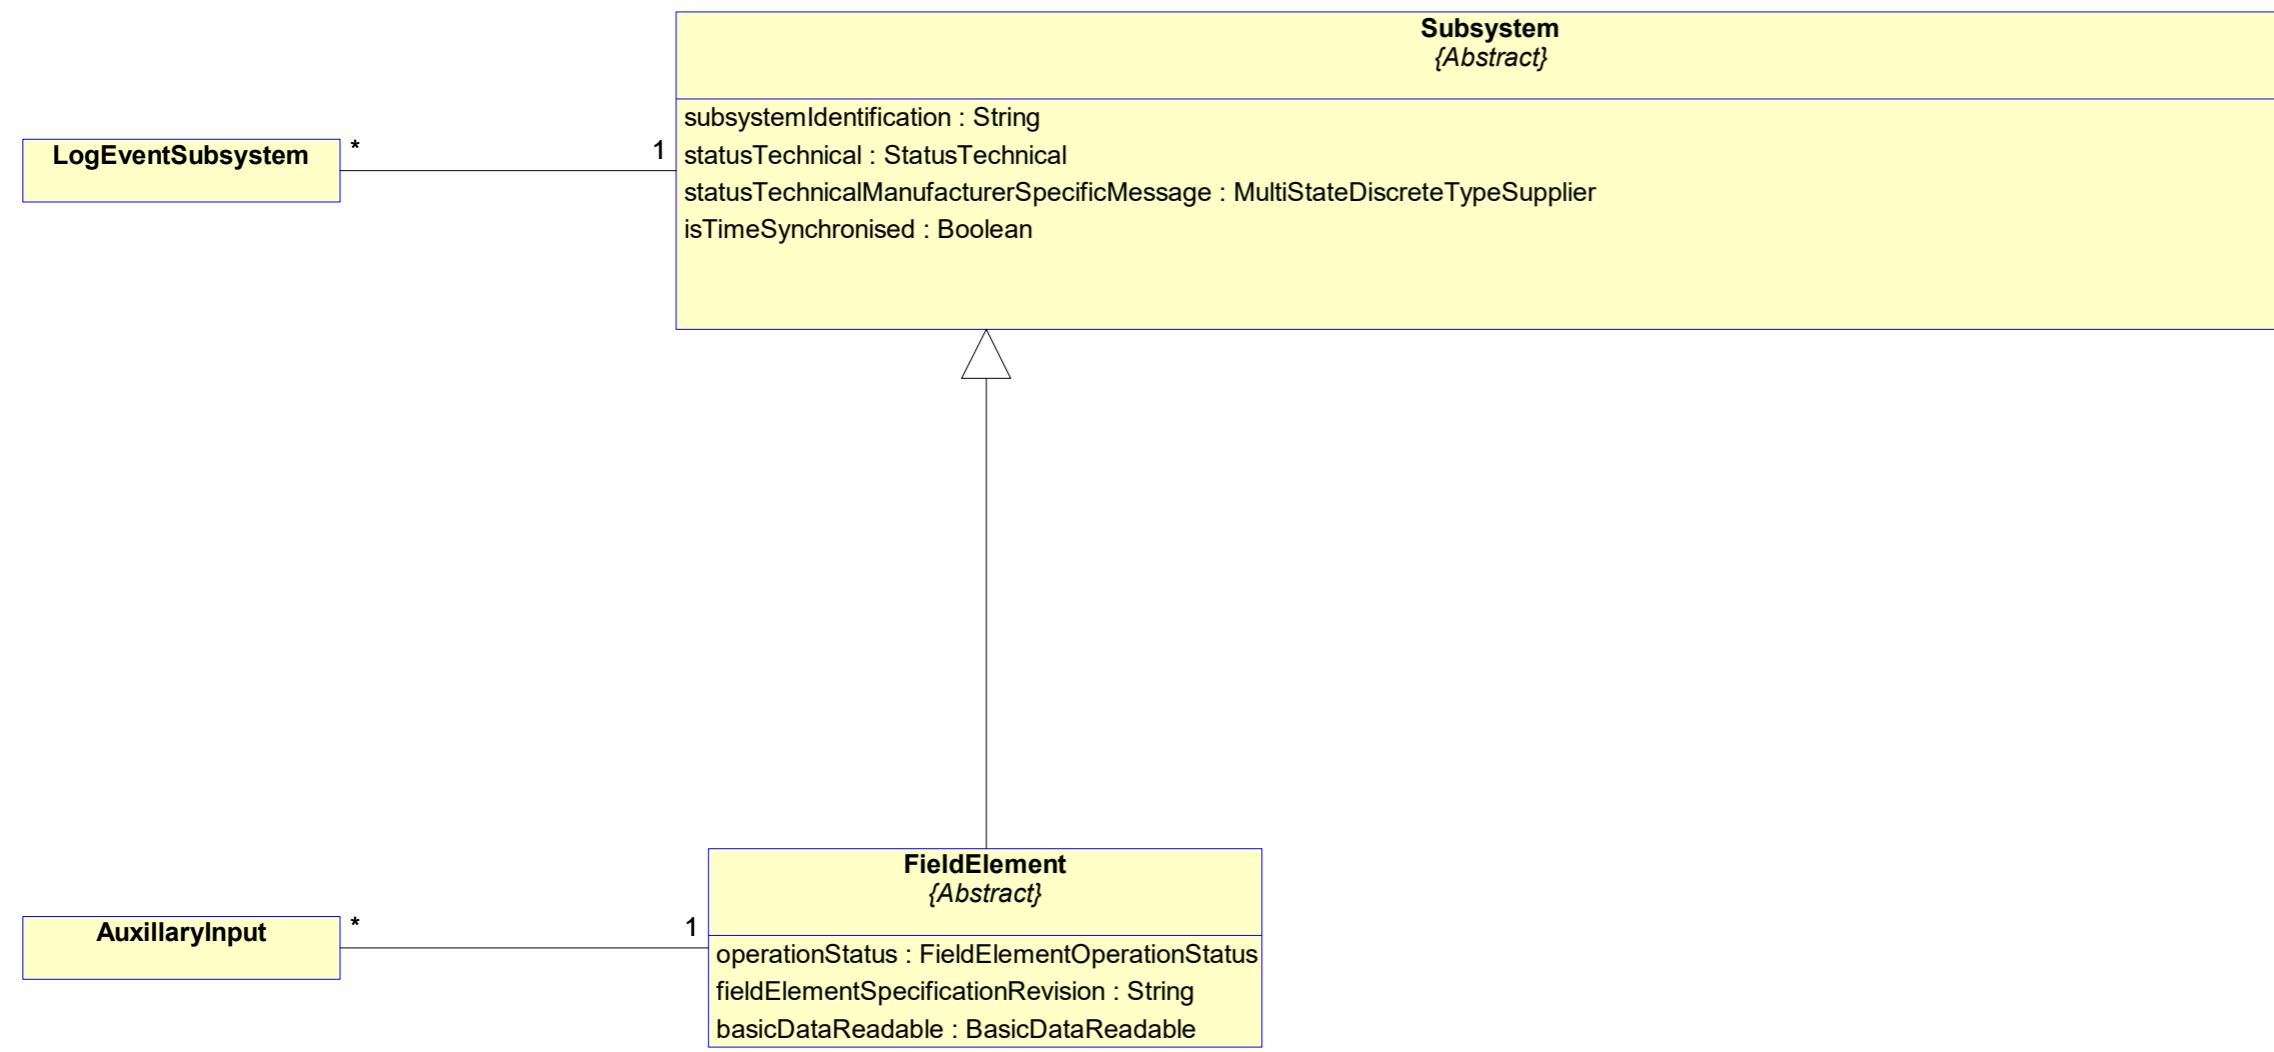 Subsystem
{Abstract}
subsystemIdentification : String
statusTechnical : StatusTechnical
statusTechnicalManufacturerSpecificMessage : MultiStateDiscreteTypeSupplier
isTimeSynchronised : Boolean
LogEventSubsystem
*
1
FieldElement
{Abstract}
operationStatus : FieldElementOperationStatus
fieldElementSpecificationRevision : String
basicDataReadable : BasicDataReadable
AuxillaryInput
*
1